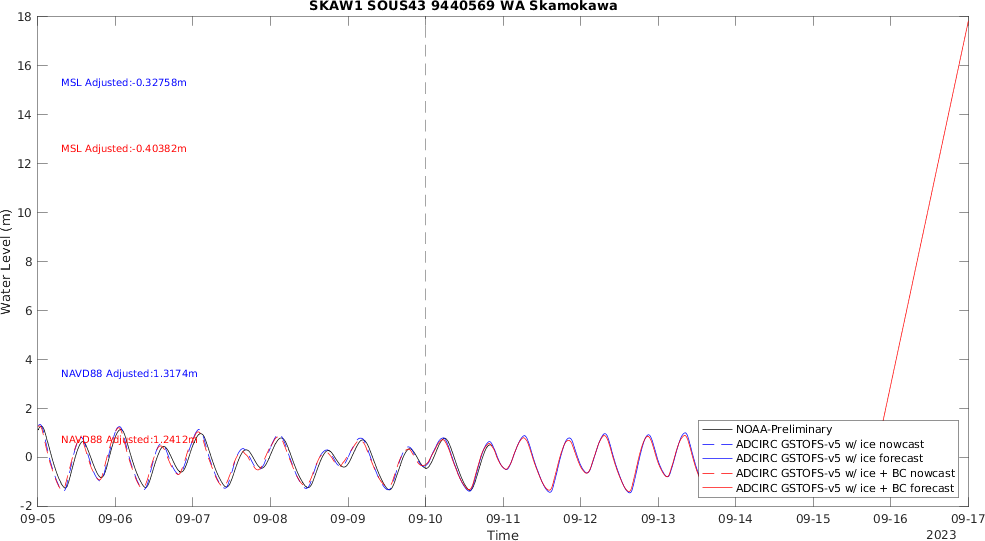 SKAW1 SOUS43 9440569 WA Skamokawa
18
16
14
12
10
8
6
4
2
0
-2
Water Level (m)
MSL Adjusted:-0.32758m
MSL Adjusted:-0.40382m
NAVD88 Adjusted:1.3174m
NAVD88 Adjusted:1.2412m
NOAA-Preliminary
ADCIRC GSTOFS-v5 w/ ice nowcast
ADCIRC GSTOFS-v5 w/ ice forecast
ADCIRC GSTOFS-v5 w/ ice + BC nowcast
ADCIRC GSTOFS-v5 w/ ice + BC forecast
09-05 09-06 09-07 09-08 09-09 09-10 09-11 09-12 09-13 09-14 09-15 09-16 09-17
Time
2023